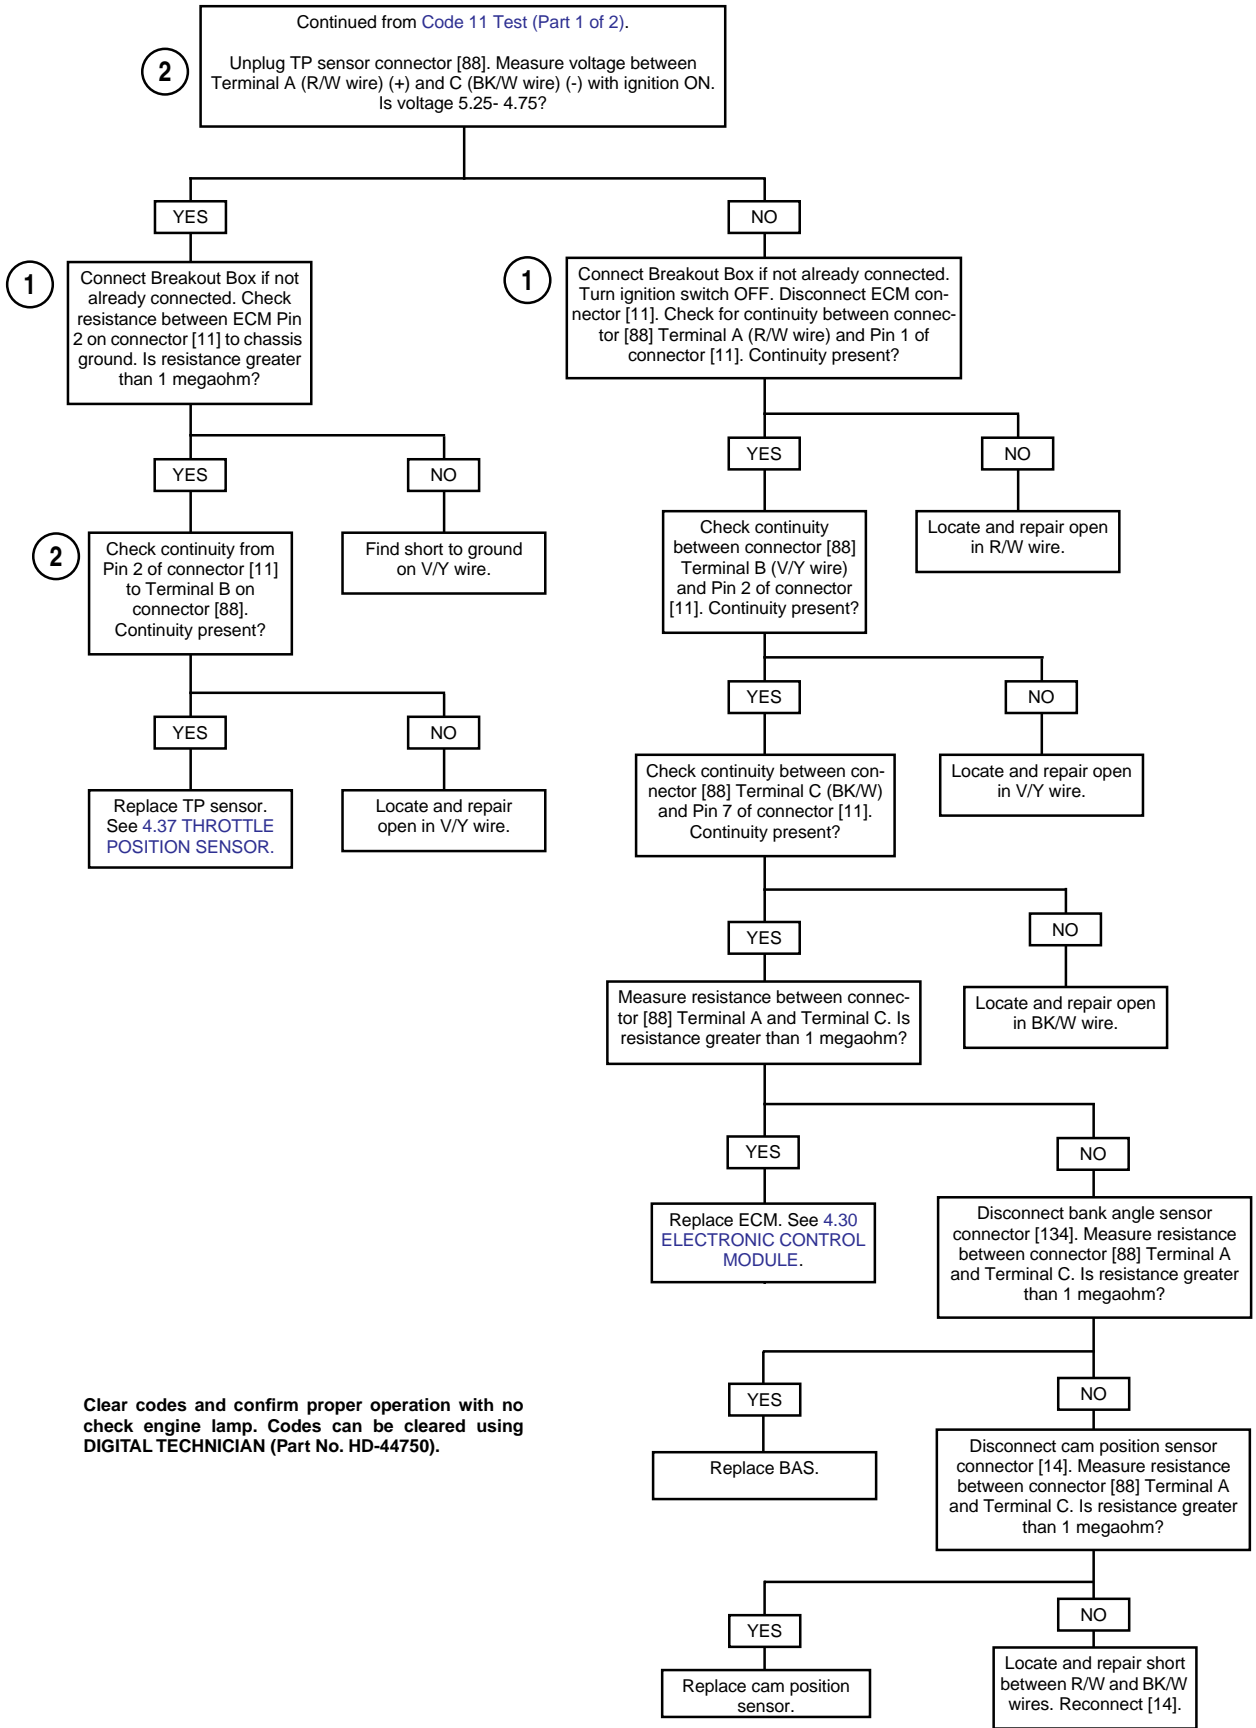 Continued from Code 11 Test (Part 1 of 2).
2
Unplug TP sensor connector [88]. Measure voltage between
Terminal A (R/W wire) (+) and C (BK/W wire) (-) with ignition ON.
Is voltage 5.25- 4.75?
YES
NO
1
Connect Breakout Box if not
already connected. Check
resistance between ECM Pin
2 on connector [11] to chassis
ground. Is resistance greater
than 1 megaohm?
1
Connect Breakout Box if not already connected.
Turn ignition switch OFF. Disconnect ECM con-
nector [11]. Check for continuity between connec-
tor [88] Terminal A (R/W wire) and Pin 1 of
connector [11]. Continuity present?
YES
NO
YES
NO
2
Check continuity from
Pin 2 of connector [11]
to Terminal B on
connector [88].
Continuity present?
Find short to ground
on V/Y wire.
Check continuity
between connector [88]
Terminal B (V/Y wire)
and Pin 2 of connector
[11]. Continuity present?
Locate and repair open
in R/W wire.
YES
NO
YES
NO
Replace TP sensor.
See 4.37 THROTTLE
POSITION SENSOR.
Locate and repair
open in V/Y wire.
Check continuity between con-
nector [88] Terminal C (BK/W)
and Pin 7 of connector [11].
Continuity present?
Locate and repair open
in V/Y wire.
YES
NO
Measure resistance between connec-
tor [88] Terminal A and Terminal C. Is
resistance greater than 1 megaohm?
Locate and repair open
in BK/W wire.
YES
NO
Replace ECM. See 4.30
ELECTRONIC CONTROL
MODULE.
Disconnect bank angle sensor
connector [134]. Measure resistance
between connector [88] Terminal A
and Terminal C. Is resistance greater
than 1 megaohm?
YES
NO
Clear codes and confirm proper operation with no
check engine lamp. Codes can be cleared using
DIGITAL TECHNICIAN (Part No. HD-44750).
Replace BAS.
Disconnect cam position sensor
connector [14]. Measure resistance
between connector [88] Terminal A
and Terminal C. Is resistance greater
than 1 megaohm?
YES
NO
Replace cam position
sensor.
Locate and repair short
between R/W and BK/W
wires. Reconnect [14].